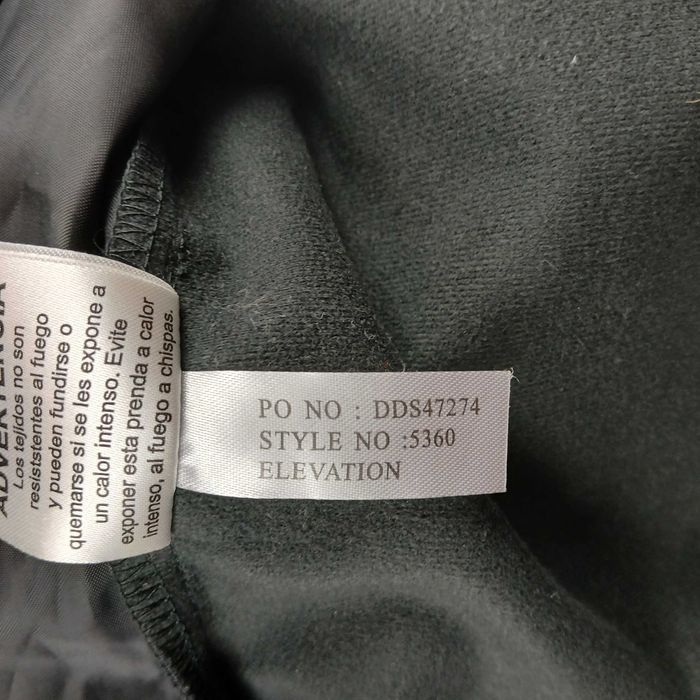 ADVERTENCIA
Los tejidos no son
resiststentes al fuego
y pueden fundirse o
quemarse si se les expone a
un calor intenso. Evite
exponer esta prenda a calor
intenso, al fuego a chispas.
PO NO : DDS47274
STYLE NO :5360
ELEVATION